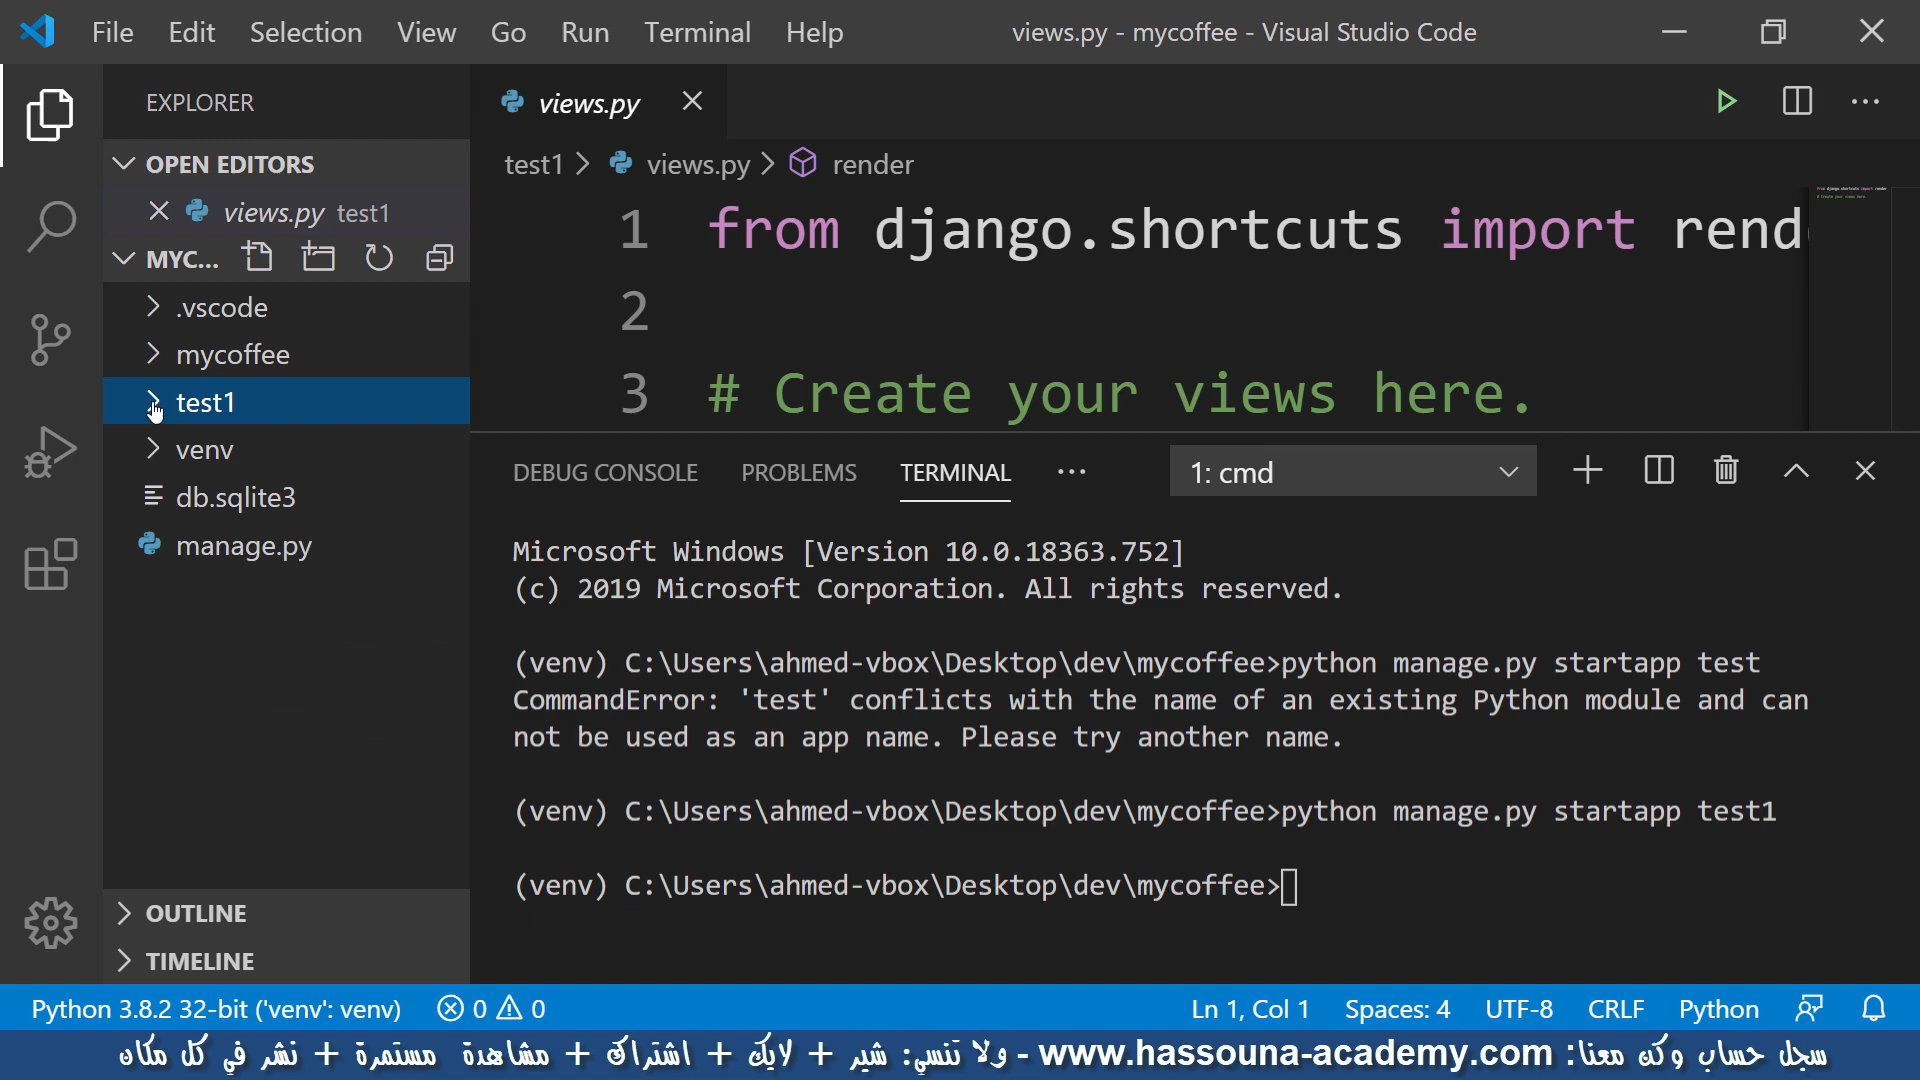 File Edit Selection View Go Run Terminal Help views.py - mycoffee - Visual Studio Code
EXPLORER
OPEN EDITORS
views.py test1
MYC...
.vscode
mycoffee
test1
venv
db.sqlite3
manage.py
OUTLINE
TIMELINE
views.py
test1 > views.py > render
1 from django.shortcuts import rend
2
3 # Create your views here.
DEBUG CONSOLE PROBLEMS TERMINAL ... 1: cmd
Microsoft Windows [Version 10.0.18363.752]
(c) 2019 Microsoft Corporation. All rights reserved.
(venv) C:\Users\ahmed-vbox\Desktop\dev\mycoffee>python manage.py startapp test
CommandError: 'test' conflicts with the name of an existing Python module and can
not be used as an app name. Please try another name.
(venv) C:\Users\ahmed-vbox\Desktop\dev\mycoffee>python manage.py startapp test1
(venv) C:\Users\ahmed-vbox\Desktop\dev\mycoffee>
Python 3.8.2 32-bit ('venv': venv) 0 0 Ln 1, Col 1 Spaces: 4 UTF-8 CRLF Python
سجل حساب وكن معنا: www.hassouna-academy.com - ولا تنسى: شير + لايك + اشتراك + مشاهدة مستمرة + نشر في كل مكان